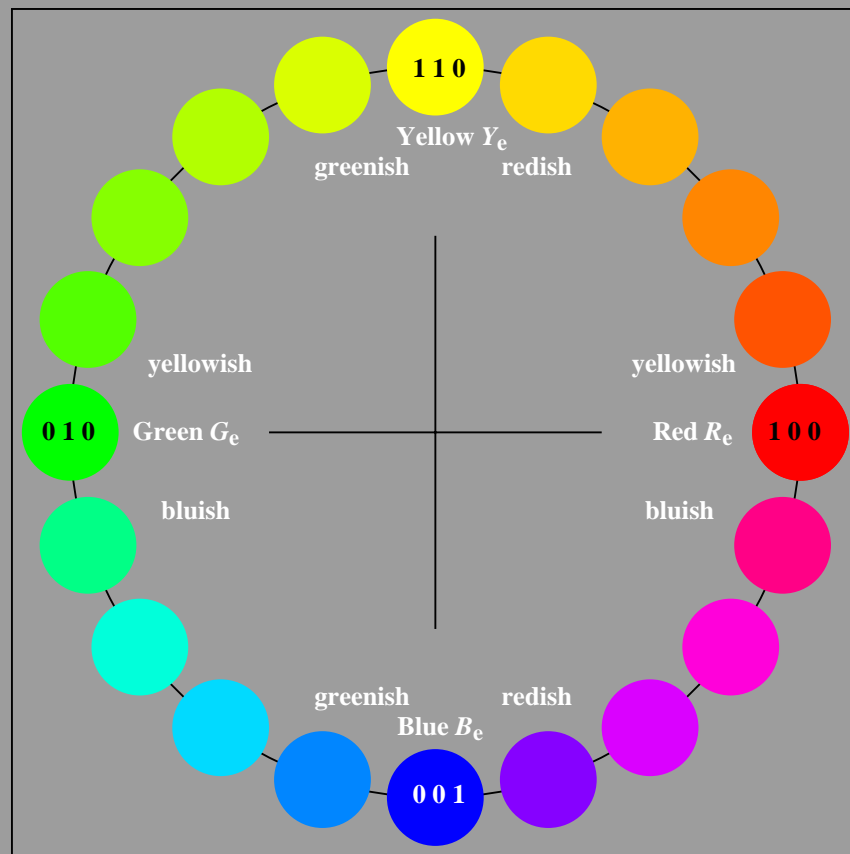 1 1 0
Yellow Ye
greenish redish
yellowish yellowish
0 1 0 Green Ge Red Re 1 0 0
bluish bluish
greenish redish
Blue Be
0 0 1